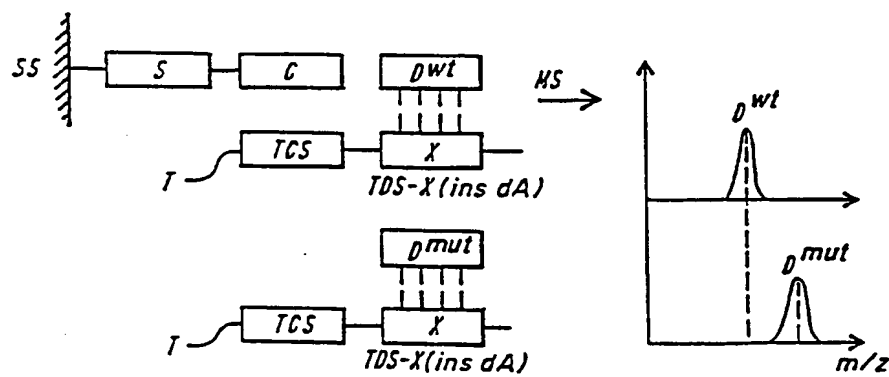 SS
S
C
D wt
MS
TCS
X
T
TDS-X(ins dA)
D mut
TCS
X
T
TDS-X(ins dA)
D wt
D mut
m/z